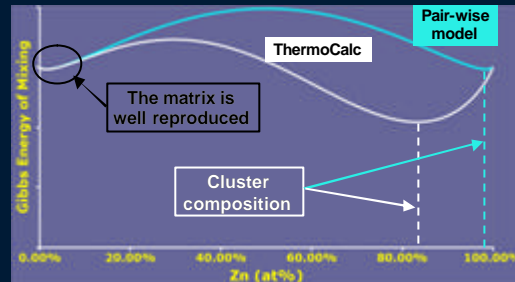 Pair-wise
model
ThermoCalc
The matrix is
well reproduced
Cluster
composition
Gibbs Energy of Mixing
0.00% 20.00% 40.00% 60.00% 80.00% 100.00%
Zn (at%)